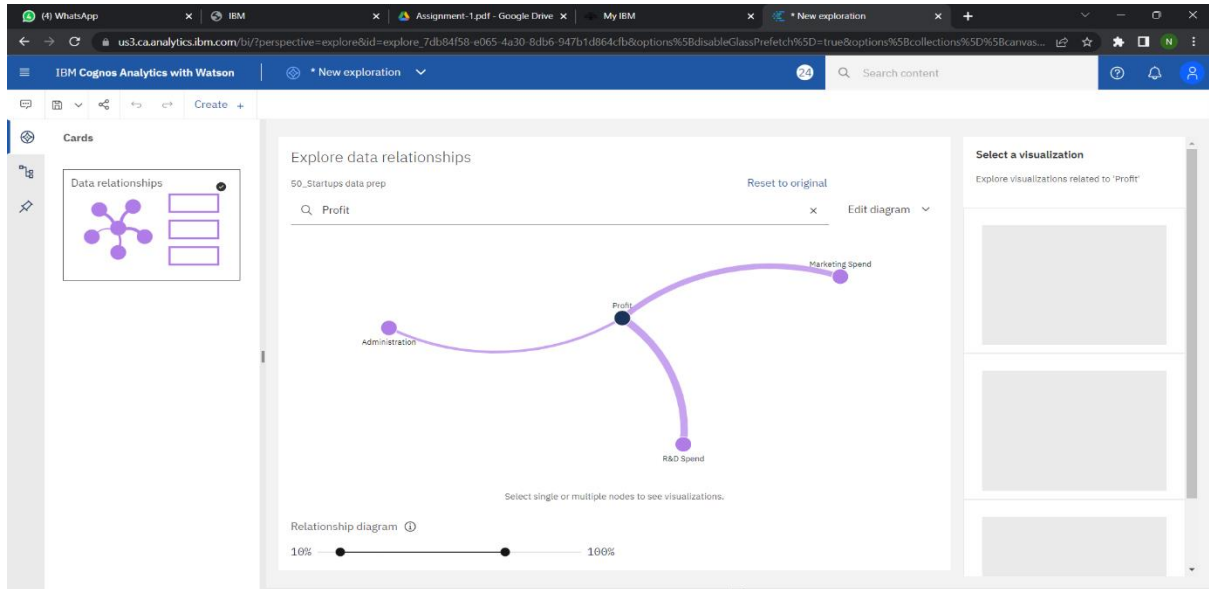 (4) WhatsApp
IBM
Assignment-1.pdf - Google Drive
My IBM
* New exploration
us3.ca.analytics.ibm.com/bi/?perspective=explore&id=explore_7db84f58-e065-4a30-8db6-947b1d864cfb&options%5BdisableGlassPrefetch%5D=true&options%5Bcollections%5D%5Bcanvas...
N
IBM Cognos Analytics with Watson
* New exploration
24
Search content
Create +
Cards
Data relationships
Explore data relationships
50_Startups data prep
Reset to original
Profit
Edit diagram
Marketing Spend
Profit
Administration
R&D Spend
Select single or multiple nodes to see visualizations.
Relationship diagram
10%
100%
Select a visualization
Explore visualizations related to 'Profit'